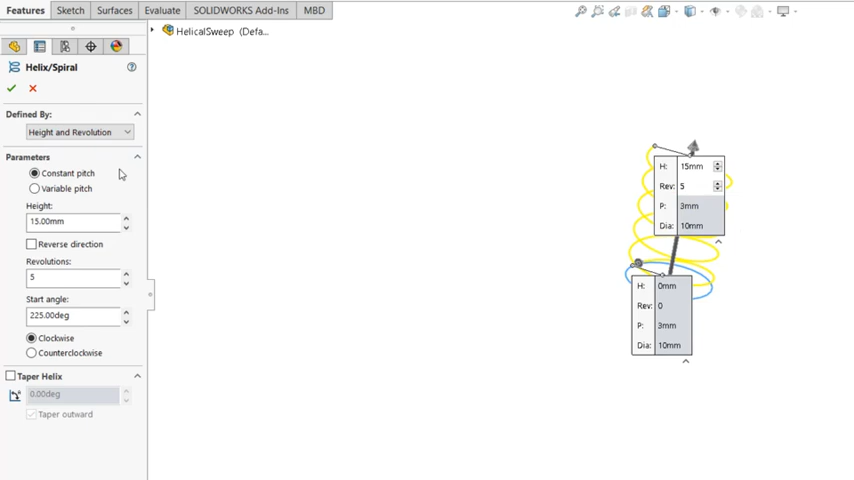 Features Sketch Surfaces Evaluate SOLIDWORKS Add-Ins MBD
HelicalSweep (Defa...
Helix/Spiral
Defined By:
Height and Revolution
Parameters
Constant pitch
Variable pitch
Height:
15.00mm
Reverse direction
Revolutions:
5
Start angle:
225.00deg
Clockwise
Counterclockwise
Taper Helix
0.00deg
Taper outward
H: 15mm
Rev: 5
P: 3mm
Dia: 10mm
H: 0mm
Rev: 0
P: 3mm
Dia: 10mm